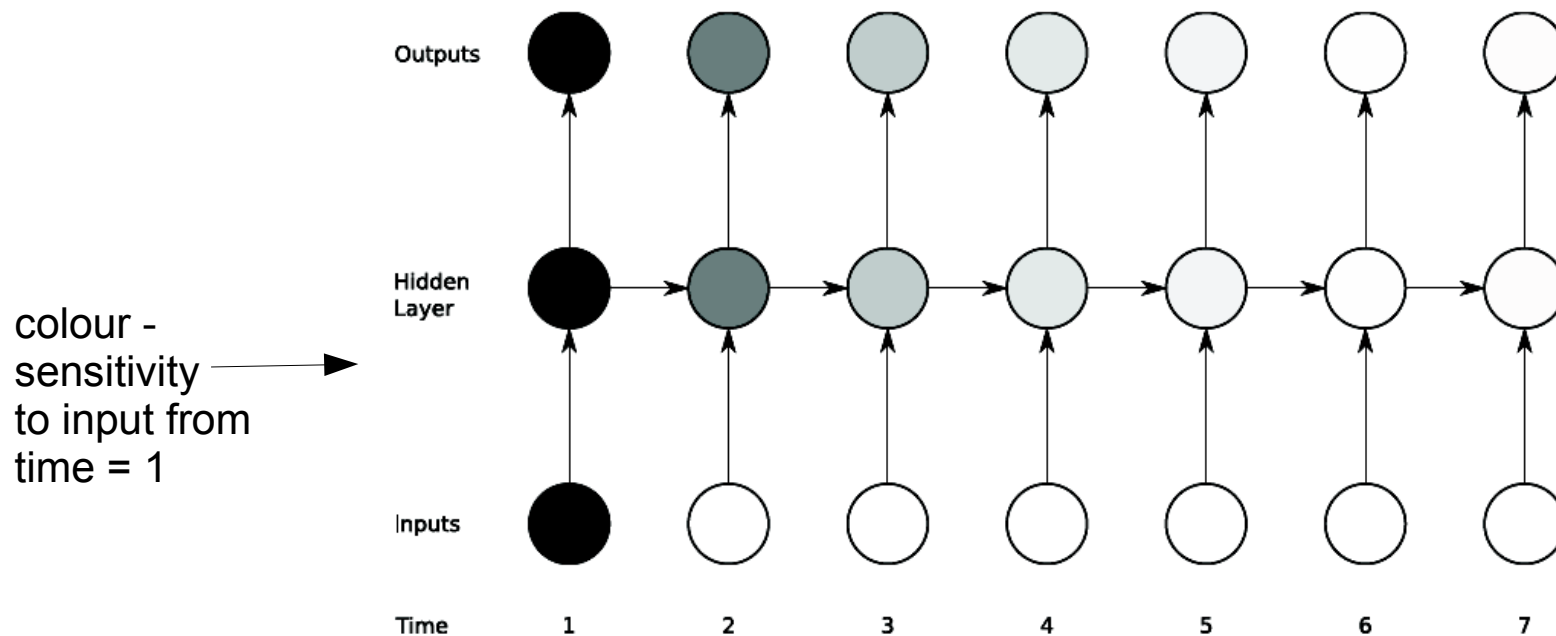 Outputs
Hidden
Layer
colour -
sensitivity
to input from
time = 1
Inputs
Time 1 2 3 4 5 6 7